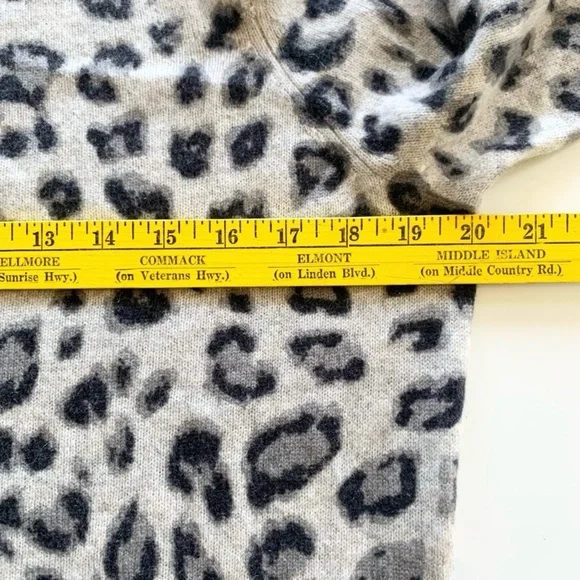 13 14 15 16 17 18 19 20 21
ELLMORE COMMACK ELMONT MIDDLE ISLAND
Sunrise Hwy.) (on Veterans Hwy.) (on Linden Blvd.) (on Middle Country Rd.)